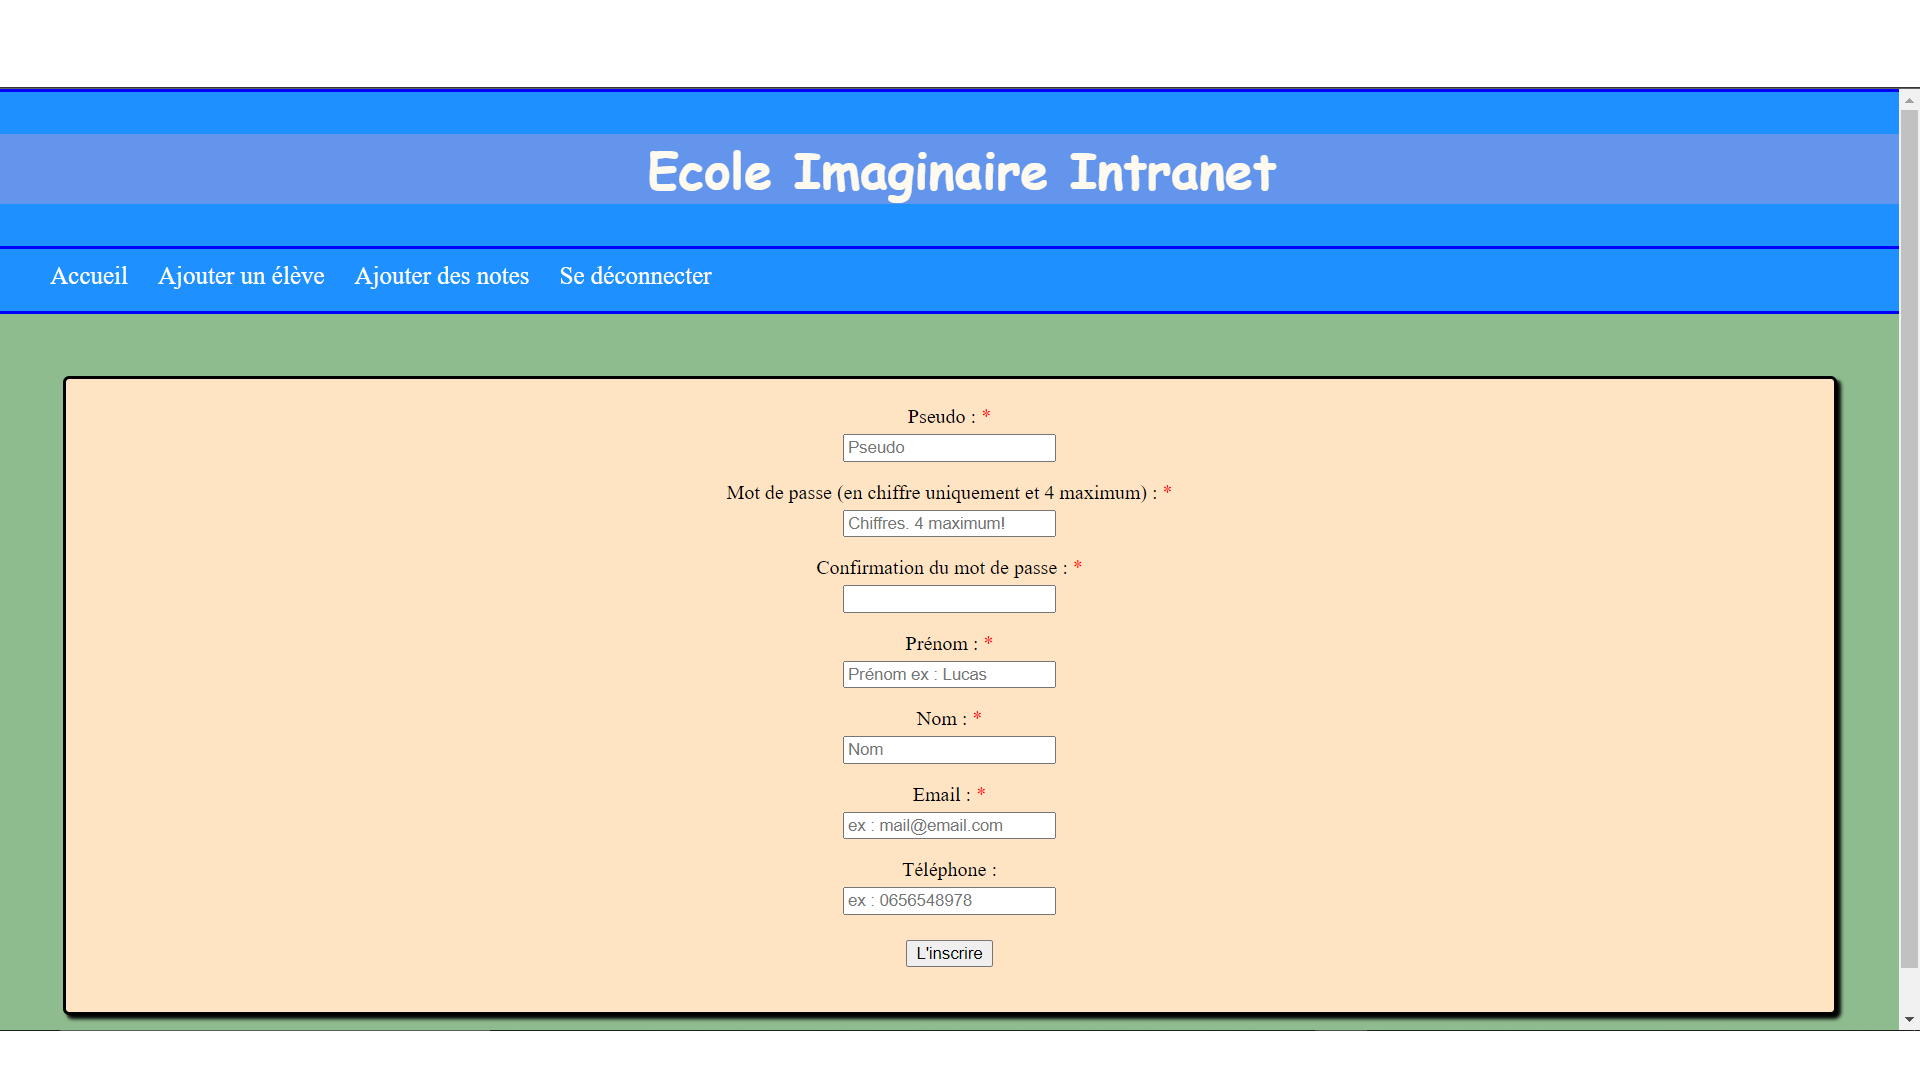 Ecole Imaginaire Intranet
Accueil Ajouter un élève Ajouter des notes Se déconnecter
Pseudo : *
Pseudo
Mot de passe (en chiffre uniquement et 4 maximum) : *
Chiffres. 4 maximum!
Confirmation du mot de passe : *
Prénom : *
Prénom ex : Lucas
Nom : *
Nom
Email : *
ex : mail@email.com
Téléphone :
ex : 0656548978
L'inscrire